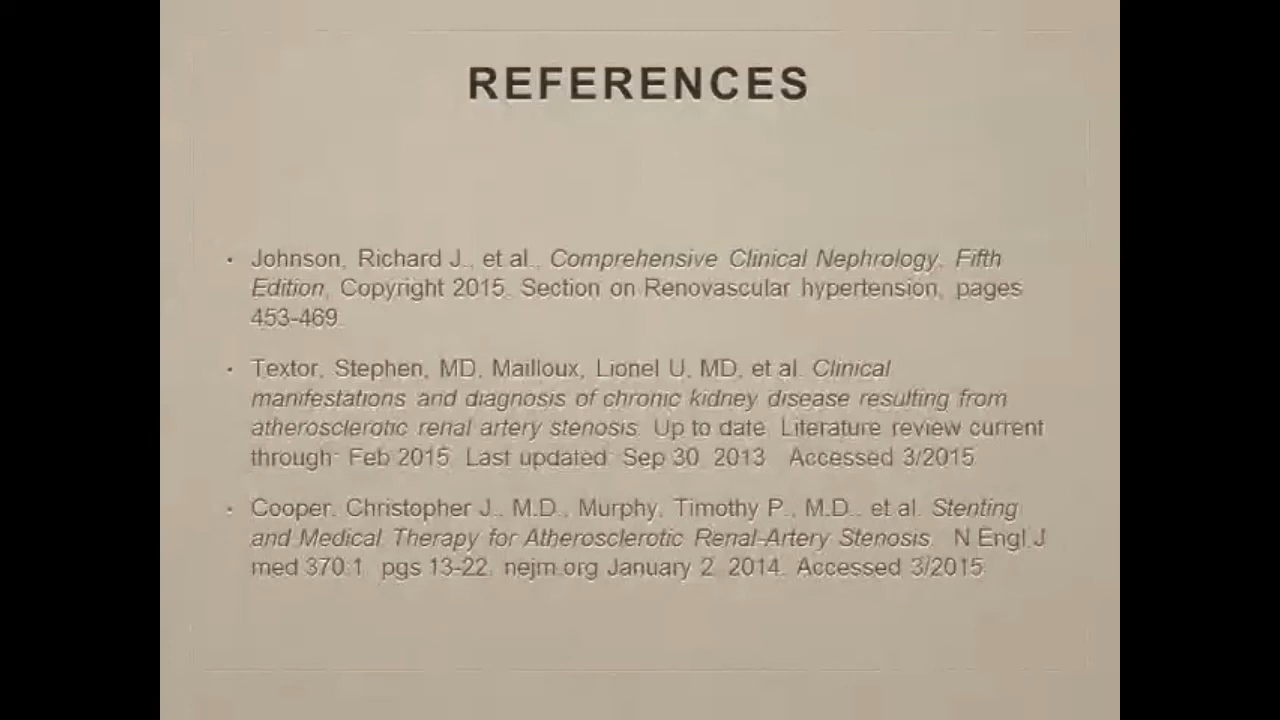 REFERENCES
• Johnson, Richard J., et al., Comprehensive Clinical Nephrology, Fifth
Edition, Copyright 2015. Section on Renovascular hypertension, pages
453-469.
• Textor, Stephen, MD, Mailloux, Lionel U, MD, et al. Clinical
manifestations and diagnosis of chronic kidney disease resulting from
atherosclerotic renal artery stenosis. Up to date. Literature review current
through: Feb 2015. Last updated: Sep 30, 2013. Accessed 3/2015.
• Cooper, Christopher J., M.D., Murphy, Timothy P., M.D., et al. Stenting
and Medical Therapy for Atherosclerotic Renal-Artery Stenosis. N Engl J
med 370:1. pgs 13-22. nejm.org January 2, 2014. Accessed 3/2015.